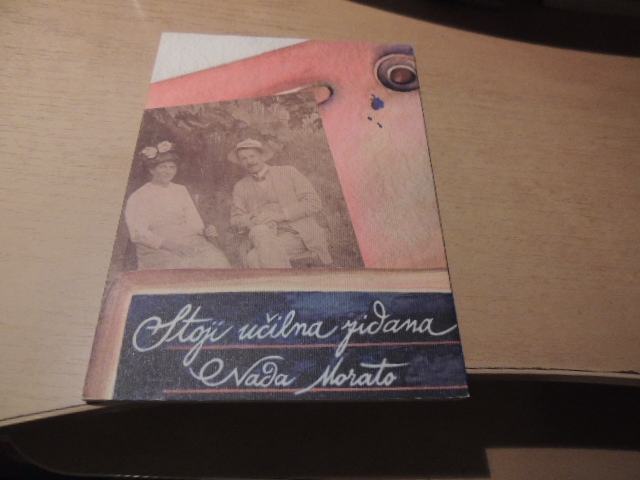 Stoji učilna zidana
Nada Morato